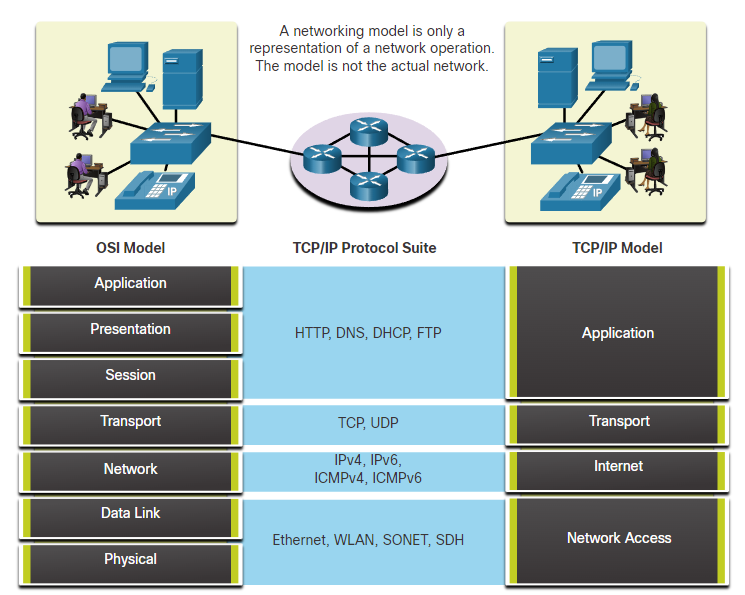 A networking model is only a
representation of a network operation.
The model is not the actual network.
IP
IP
OSI Model
TCP/IP Protocol Suite
TCP/IP Model
Application
Presentation
Session
Transport
Network
Data Link
Physical
HTTP, DNS, DHCP, FTP
TCP, UDP
IPv4, IPv6,
ICMPv4, ICMPv6
Ethernet, WLAN, SONET, SDH
Application
Transport
Internet
Network Access